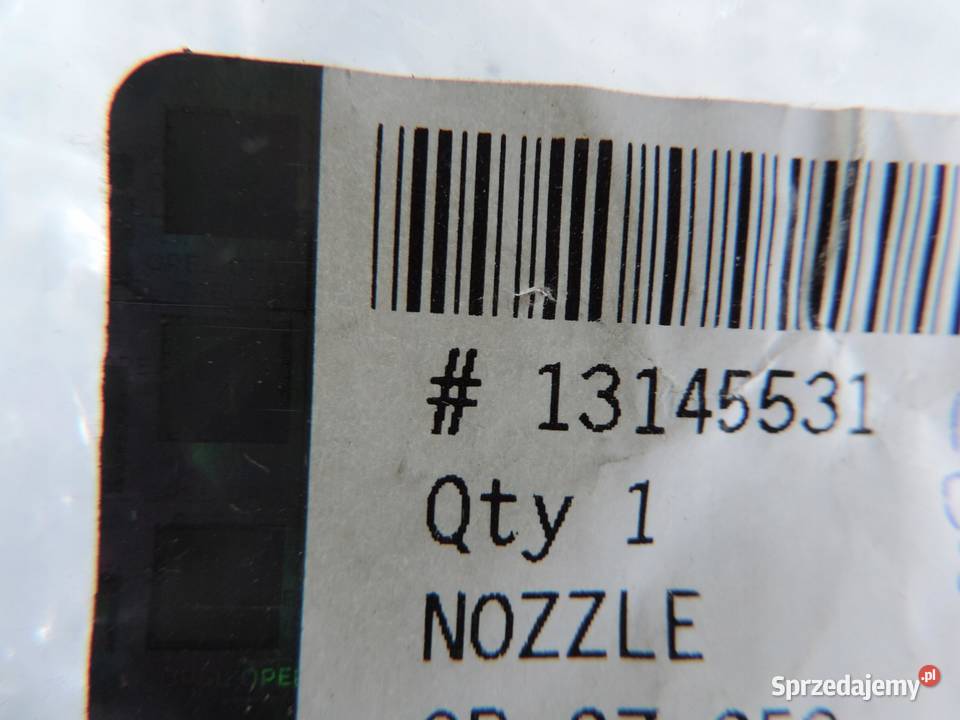 # 13145531
Qty 1
NOZZLE
Sprzedajemy.pl